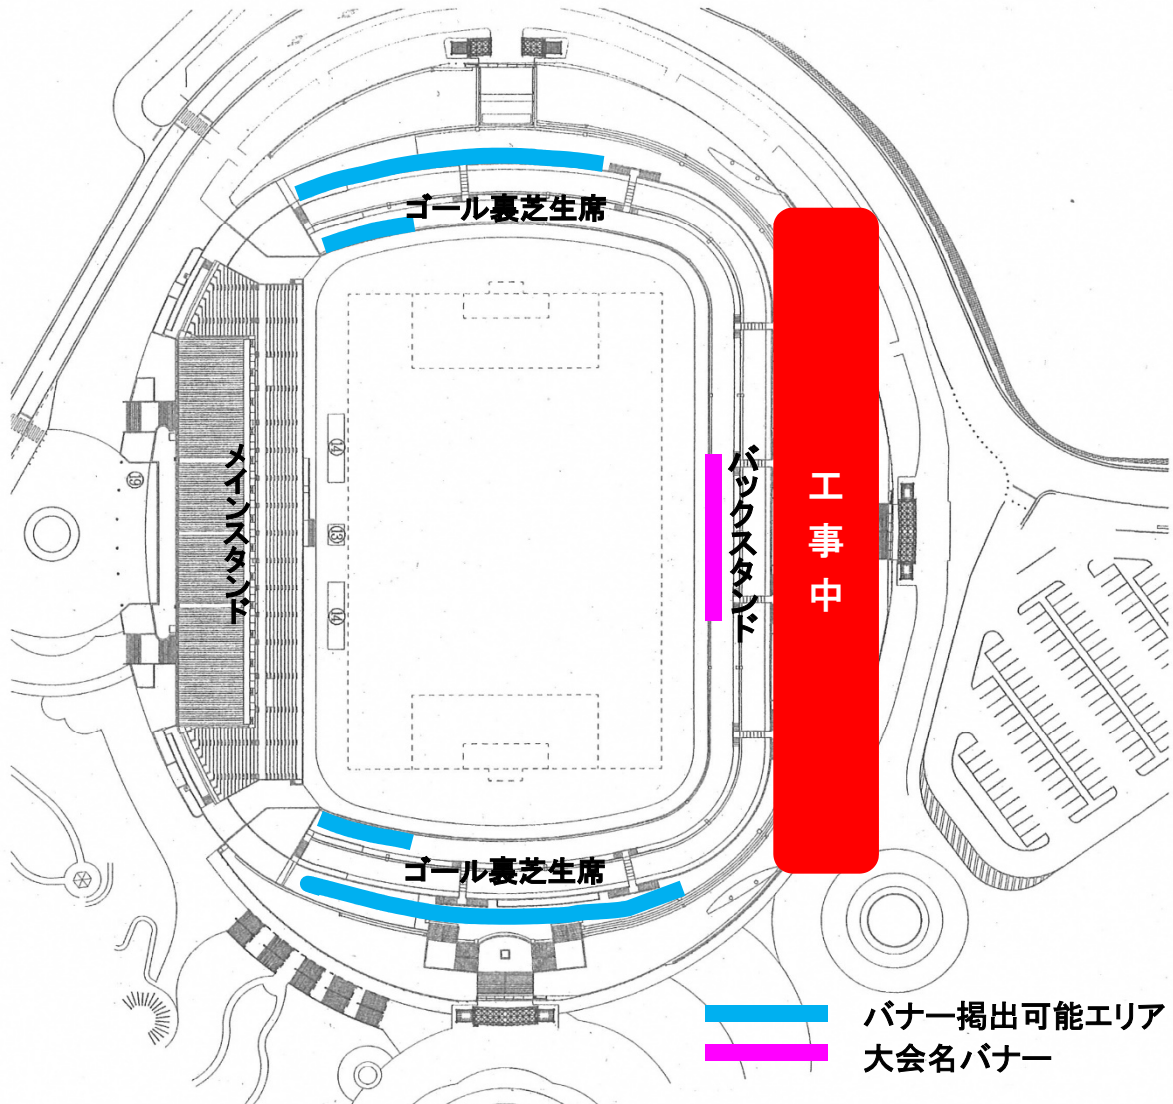 ゴール裏芝生席
メインスタンド
バックスタンド
工事中
14
13
14
19
ゴール裏芝生席
バナー掲出可能エリア
大会名バナー